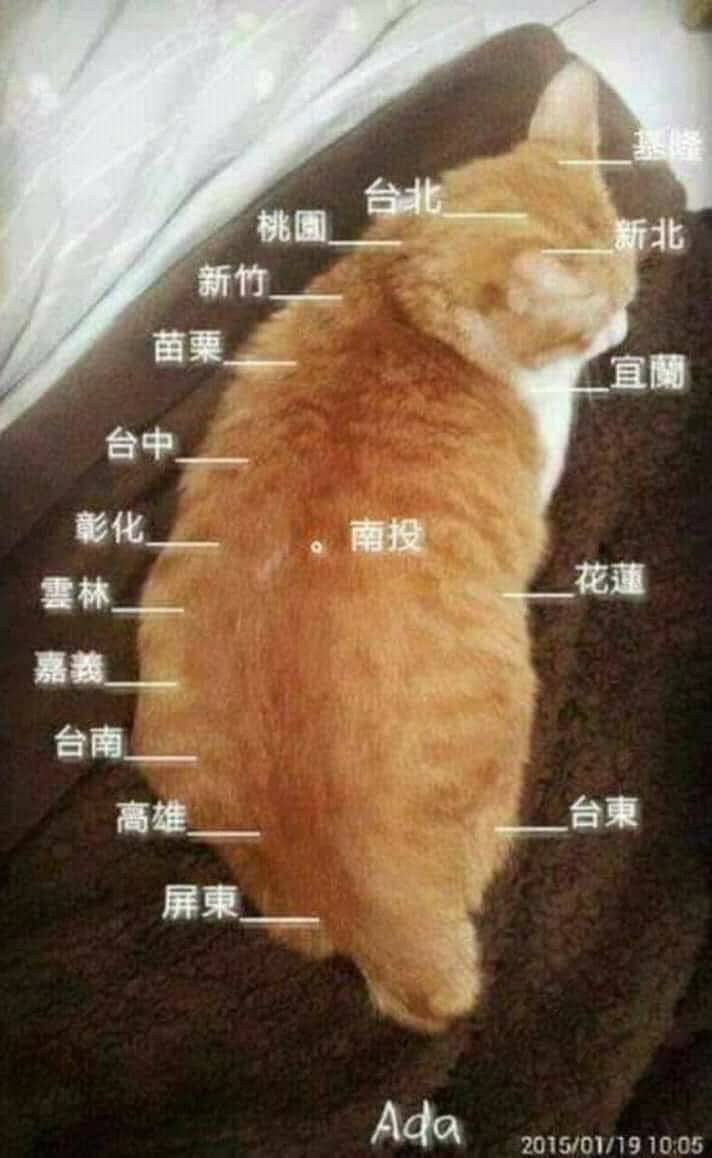 基隆
台北
桃園
新北
新竹
苗栗
宜蘭
台中
彰化
。南投
花蓮
雲林
嘉義
台南
高雄
台東
屏東
Ada
2015/01/19 10:05